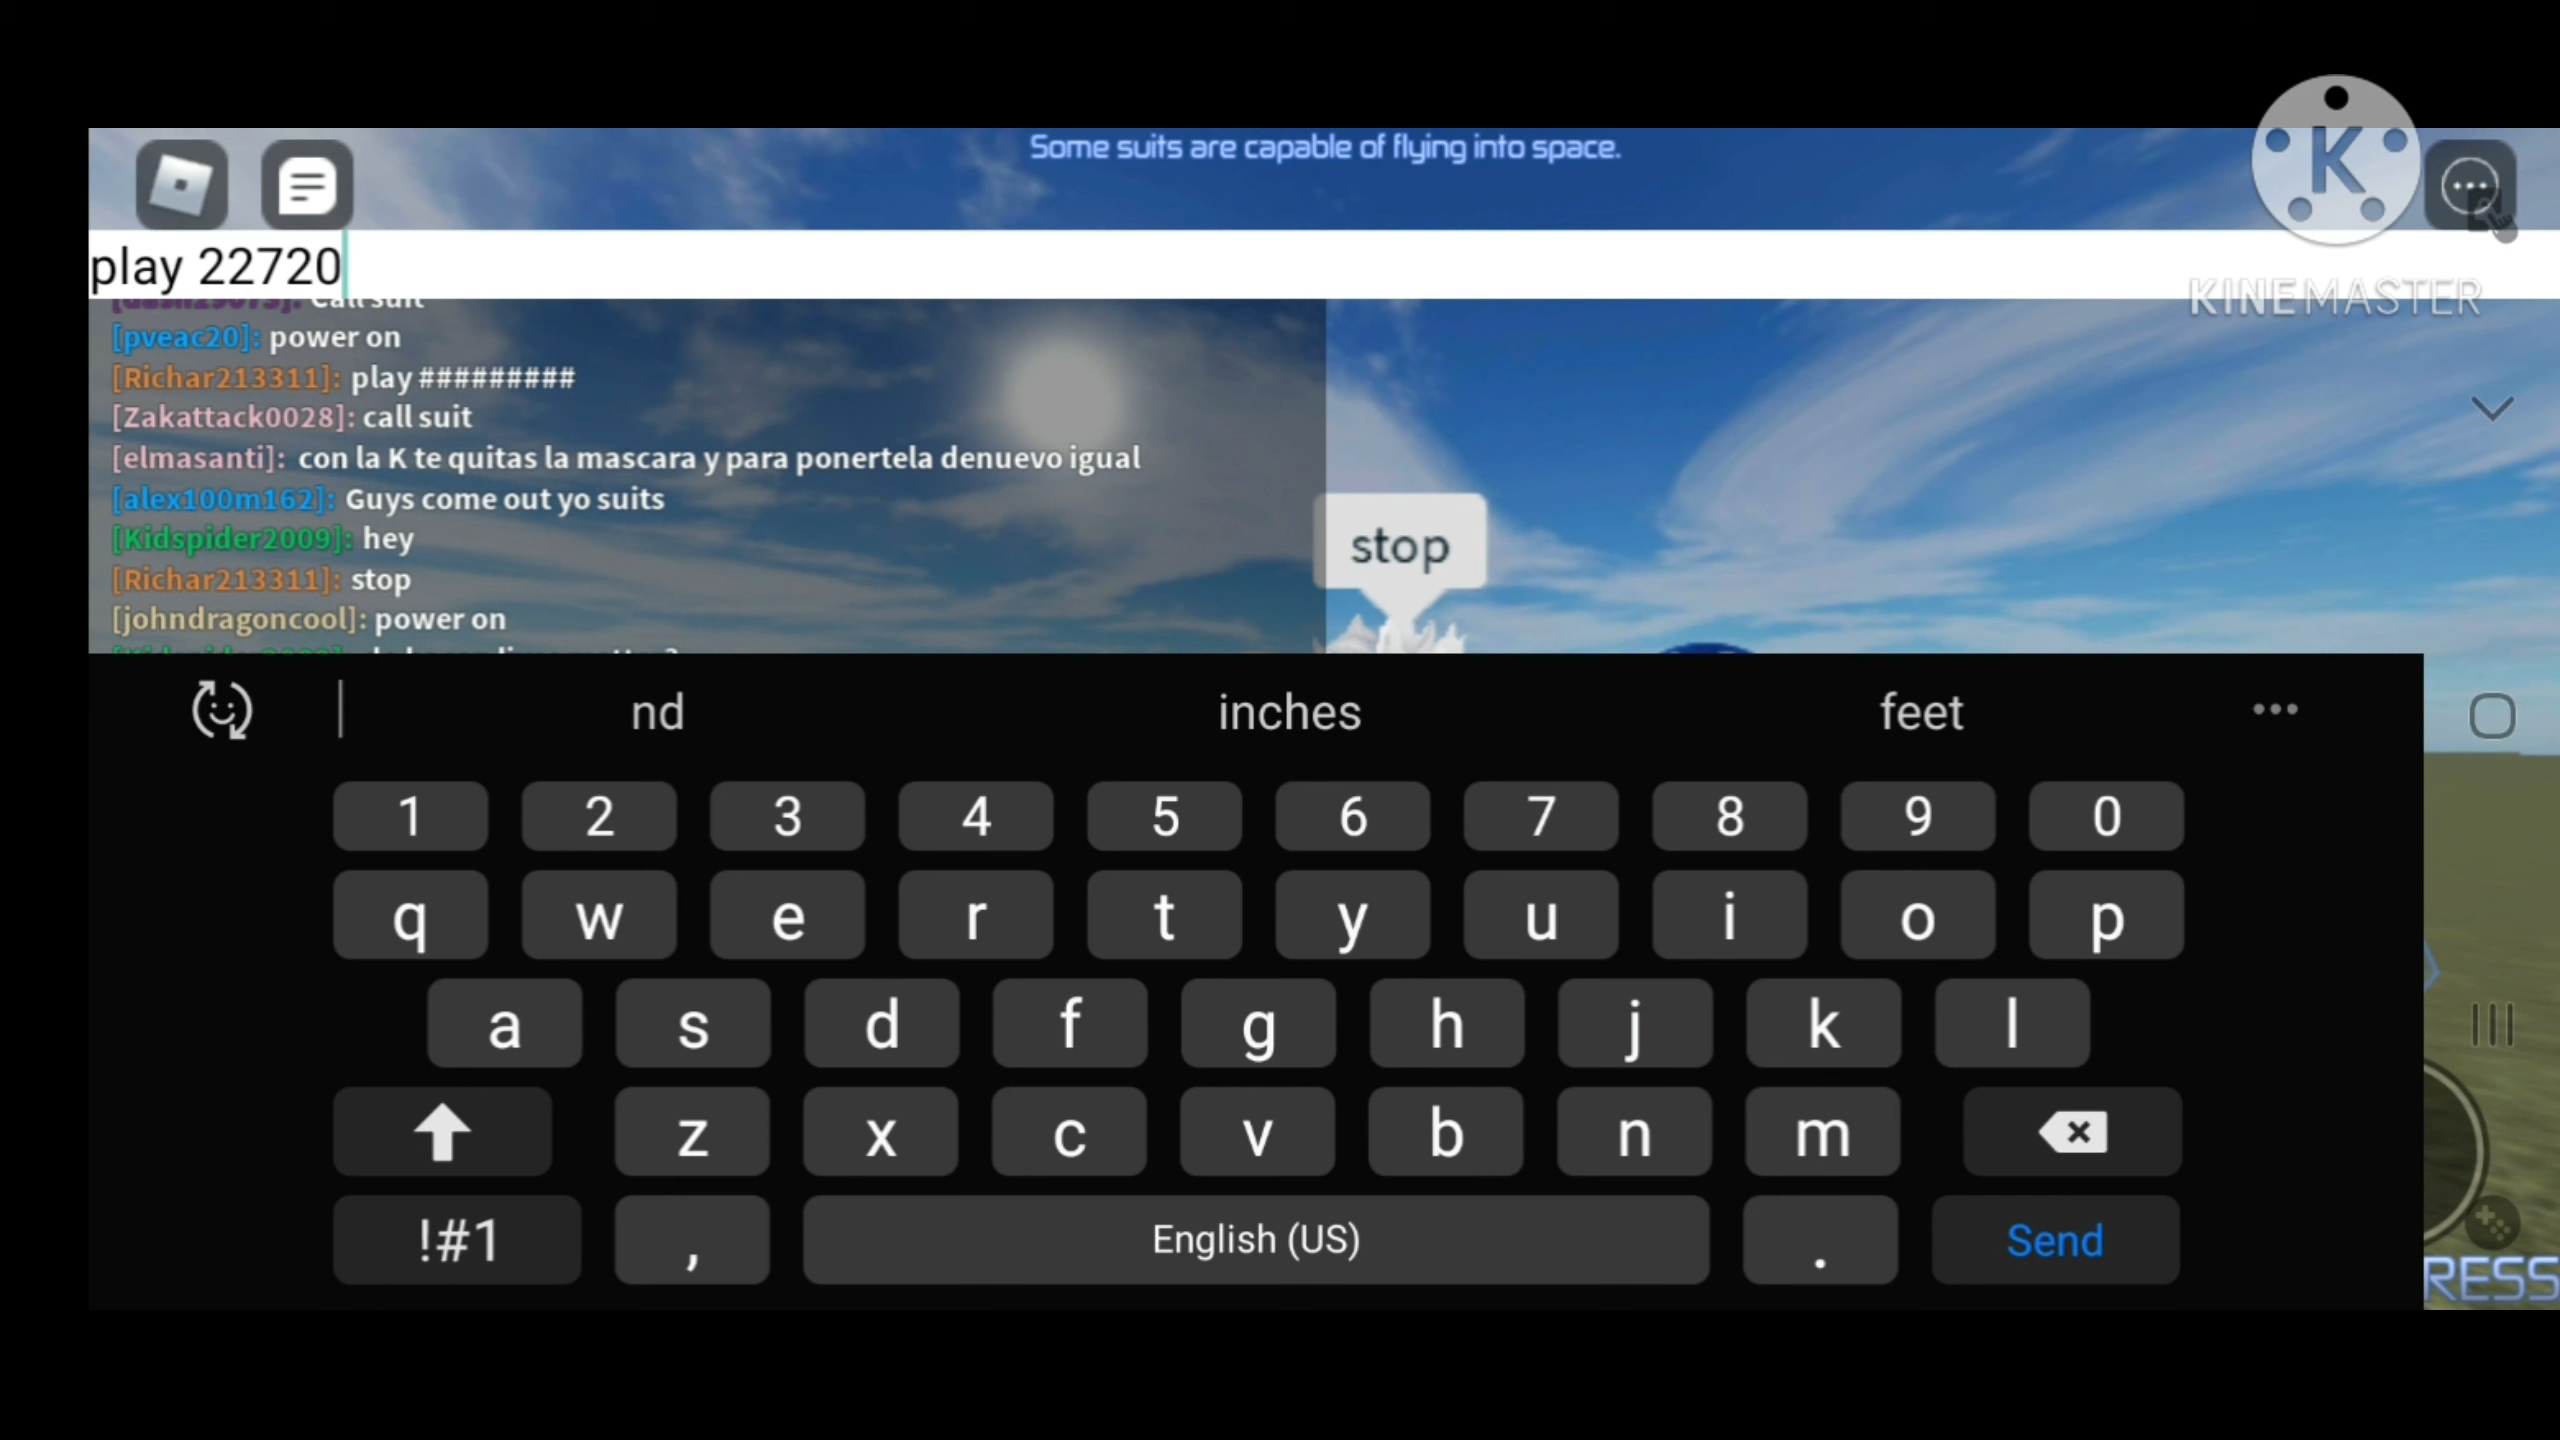 Some suits are capable of flying into space.
K
KINEMASTER
play 22720
Call suit
[pveac20]: power on
[Richar213311]: play #########
[Zakattack0028]: call suit
[elmasanti]: con la K te quitas la mascara y para ponertela denuevo igual
[alex100m162]: Guys come out yo suits
[Kidspider2009]: hey
[Richar213311]: stop
[johndragoncool]: power on
stop
nd inches feet
1 2 3 4 5 6 7 8 9 0
q w e r t y u i o p
a s d f g h j k l
z x c v b n m
!#1 , English (US) . Send
RESS